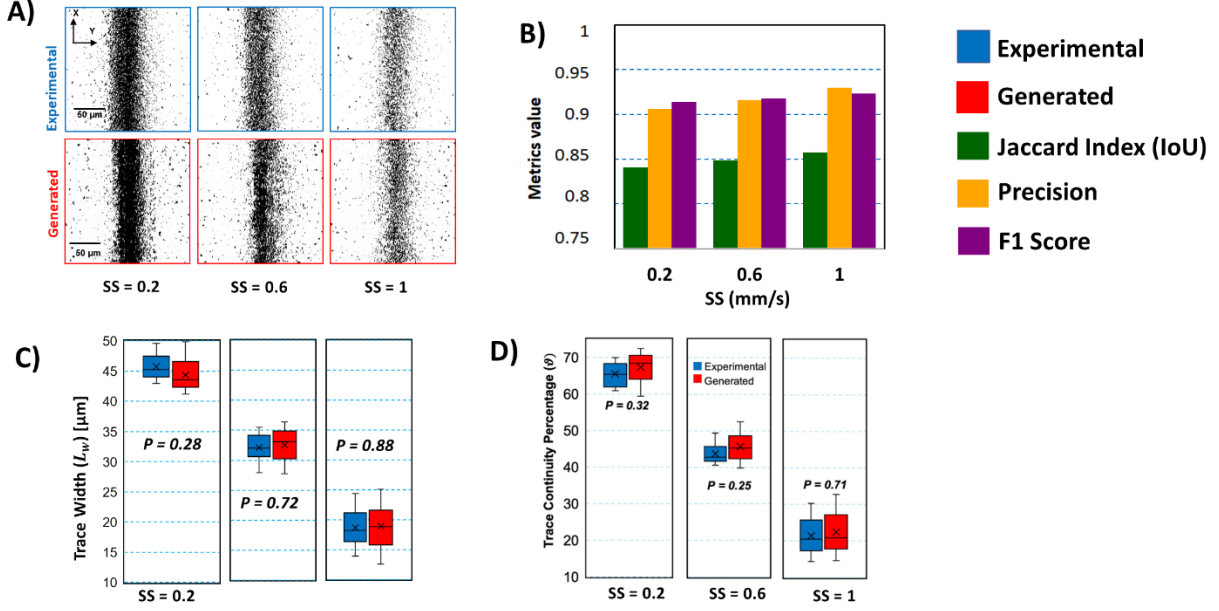 A)
X
Y
50 µm
Experimental
50 µm
Generated
SS = 0.2
SS = 0.6
SS = 1
B)
Metrics value
1
0.95
0.9
0.85
0.8
0.75
0.2
0.6
1
SS (mm/s)
Experimental
Generated
Jaccard Index (IoU)
Precision
F1 Score
C)
Trace Width (L_w) [µm]
50
45
40
35
30
25
20
15
10
P = 0.28
P = 0.72
P = 0.88
SS = 0.2
D)
Trace Continuity Percentage (ϑ)
70
60
50
40
30
20
10
Experimental
Generated
P = 0.32
P = 0.25
P = 0.71
SS = 0.2
SS = 0.6
SS = 1